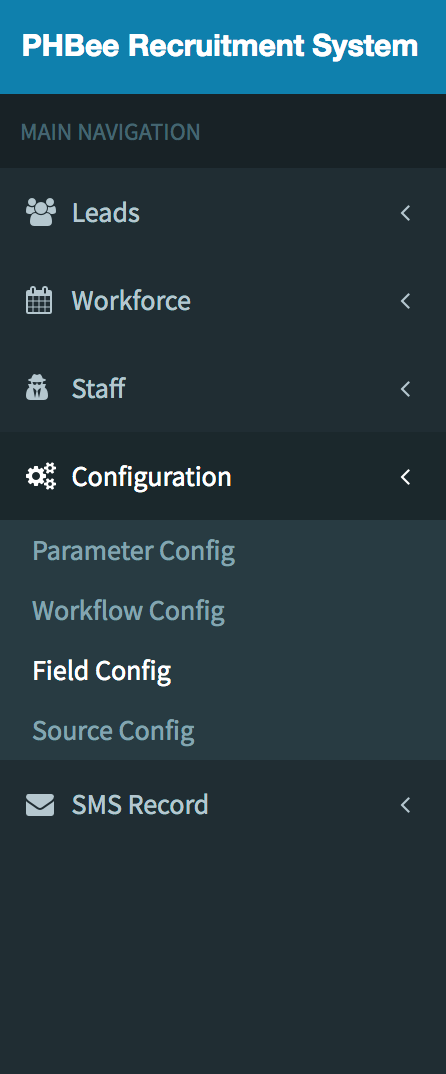 PHBee Recruitment System
MAIN NAVIGATION
Leads
Workforce
Staff
Configuration
Parameter Config
Workflow Config
Field Config
Source Config
SMS Record